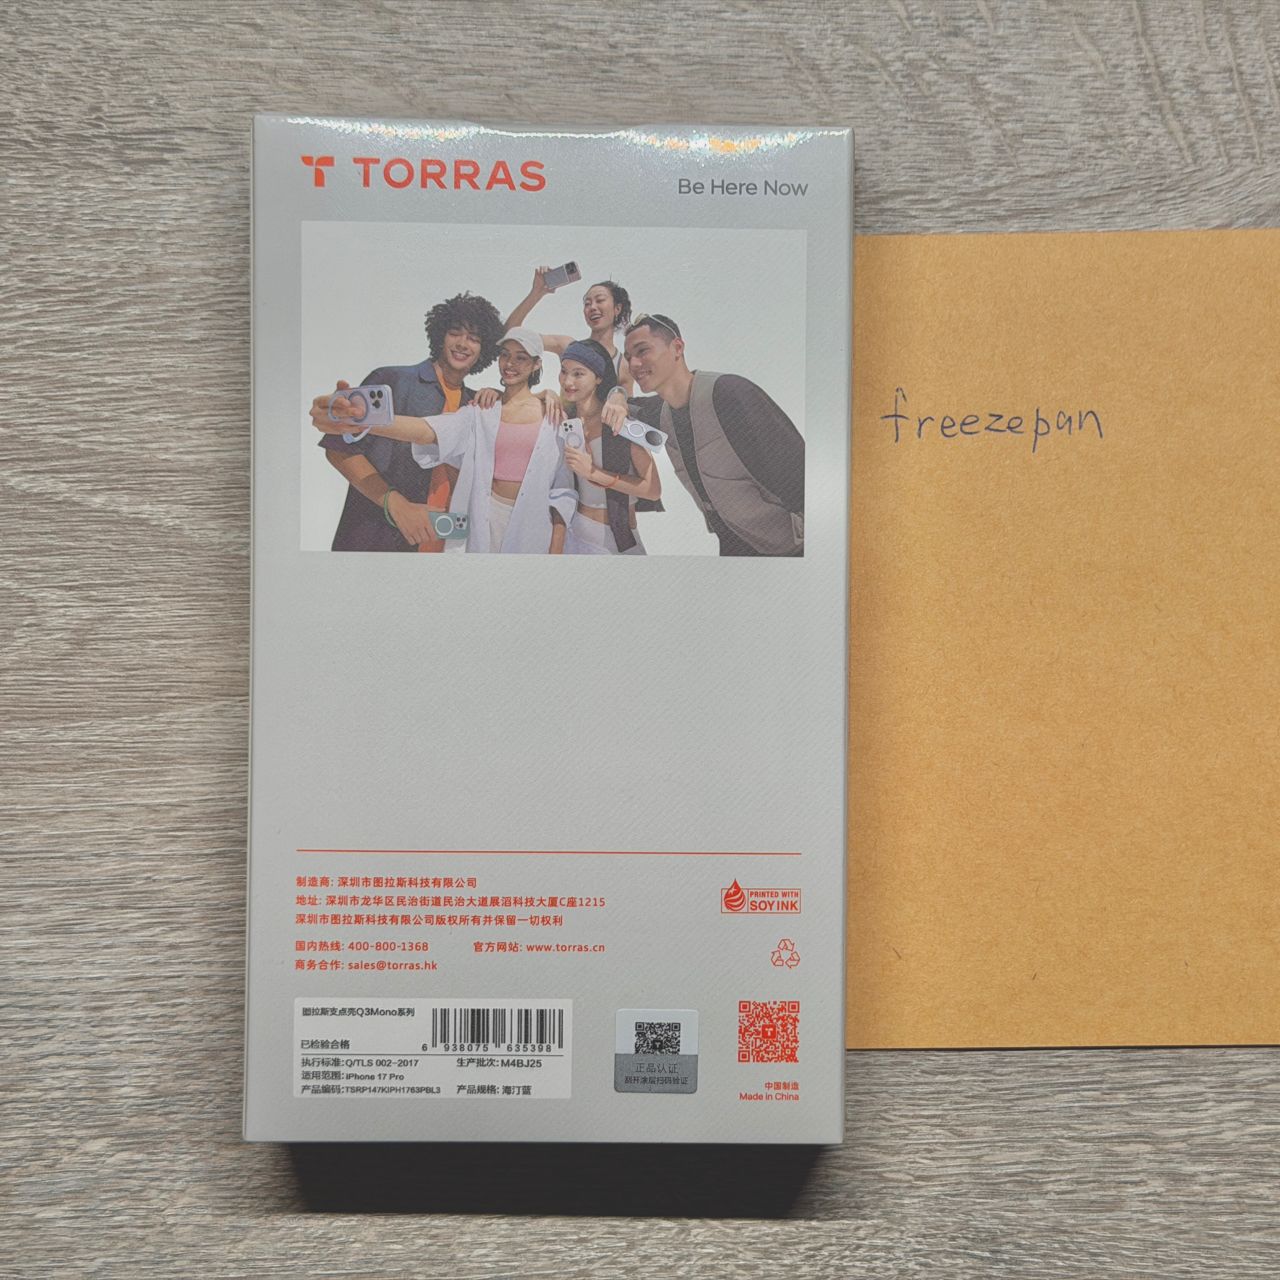 TORRAS
Be Here Now
freezepan
制造商: 深圳市图拉斯科技有限公司
地址: 深圳市龙华区民治街道民治大道展滔科技大厦C座1215
深圳市图拉斯科技有限公司版权所有并保留一切权利
国内热线: 400-800-1368 官方网站: www.torras.cn
商务合作: sales@torras.hk
PRINTED WITH
SOY INK
图拉斯支点壳Q3Mono系列
已检验合格
6 938075 635398
执行标准:Q/TLS 002-2017 生产批次: M4BJ25
适用范围: iPhone 17 Pro
产品编码:TSRP147KIPH1763PBL3 产品规格: 海汀蓝
正品认证
刮开涂层扫码验证
中国制造
Made in China